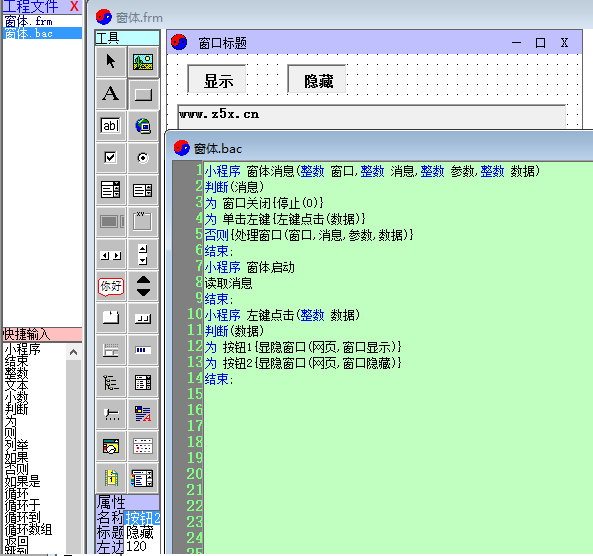 工程文件 X
窗体.frm
窗体.bac
窗体.frm
工具
A
ab
xy
你好
窗口标题
X
显示
隐藏
www.z5x.cn
窗体.bac
1 小程序 窗体消息(整数 窗口,整数 消息,整数 参数,整数 数据)
2 判断(消息)
3 为 窗口关闭{停止(0)}
4 为 单击左键{左键点击(数据)}
5 否则{处理窗口(窗口,消息,参数,数据)}
6 结束;
7 小程序 窗体启动
8 读取消息
9 结束;
10 小程序 左键点击(整数 数据)
11 判断(数据)
12 为 按钮1{显隐窗口(网页,窗口显示)}
13 为 按钮2{显隐窗口(网页,窗口隐藏)}
14 结束;
15
16
17
18
19
20
21
22
23
24
25
快捷输入
小程序
结束
整数
文本
小数
判断
为
则
列举
如果
否则
如果是
循环
循环于
循环到
循环数组
返回
跳到
属性
名称 按钮2
标题 隐藏
左边 120